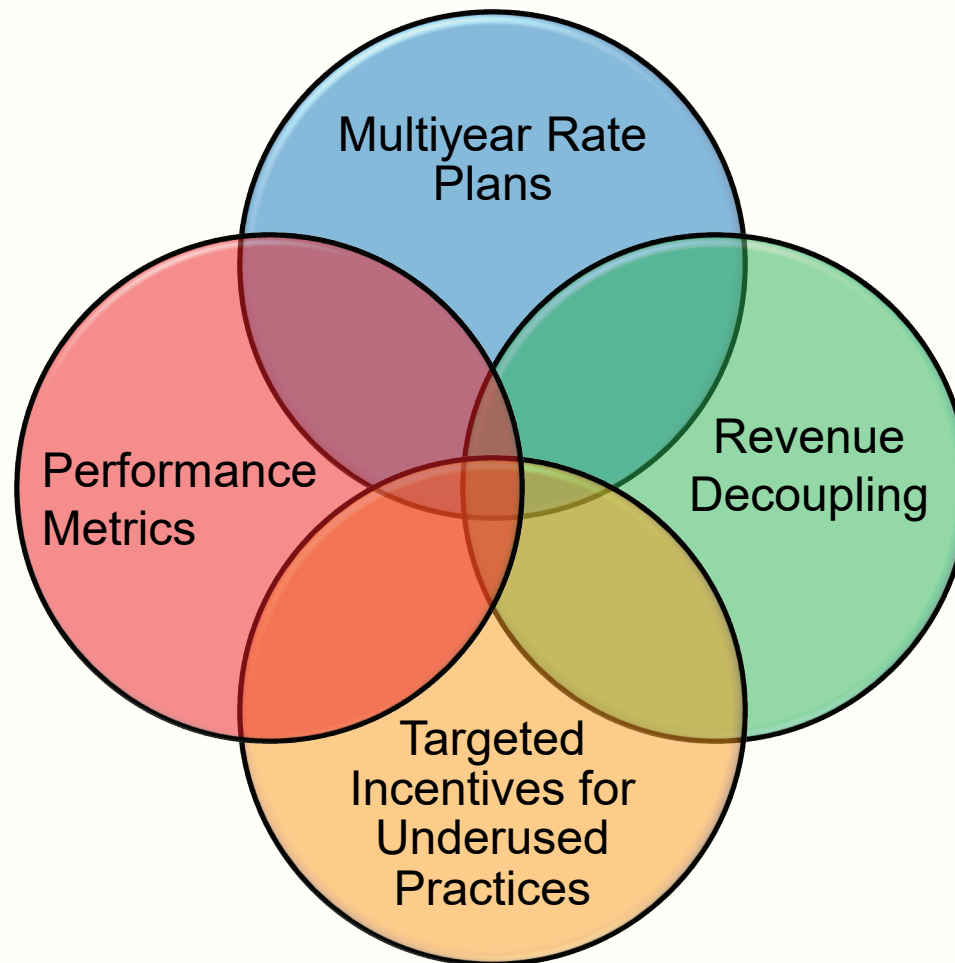 Multiyear Rate
Plans
Performance
Metrics
Revenue
Decoupling
Targeted
Incentives for
Underused
Practices